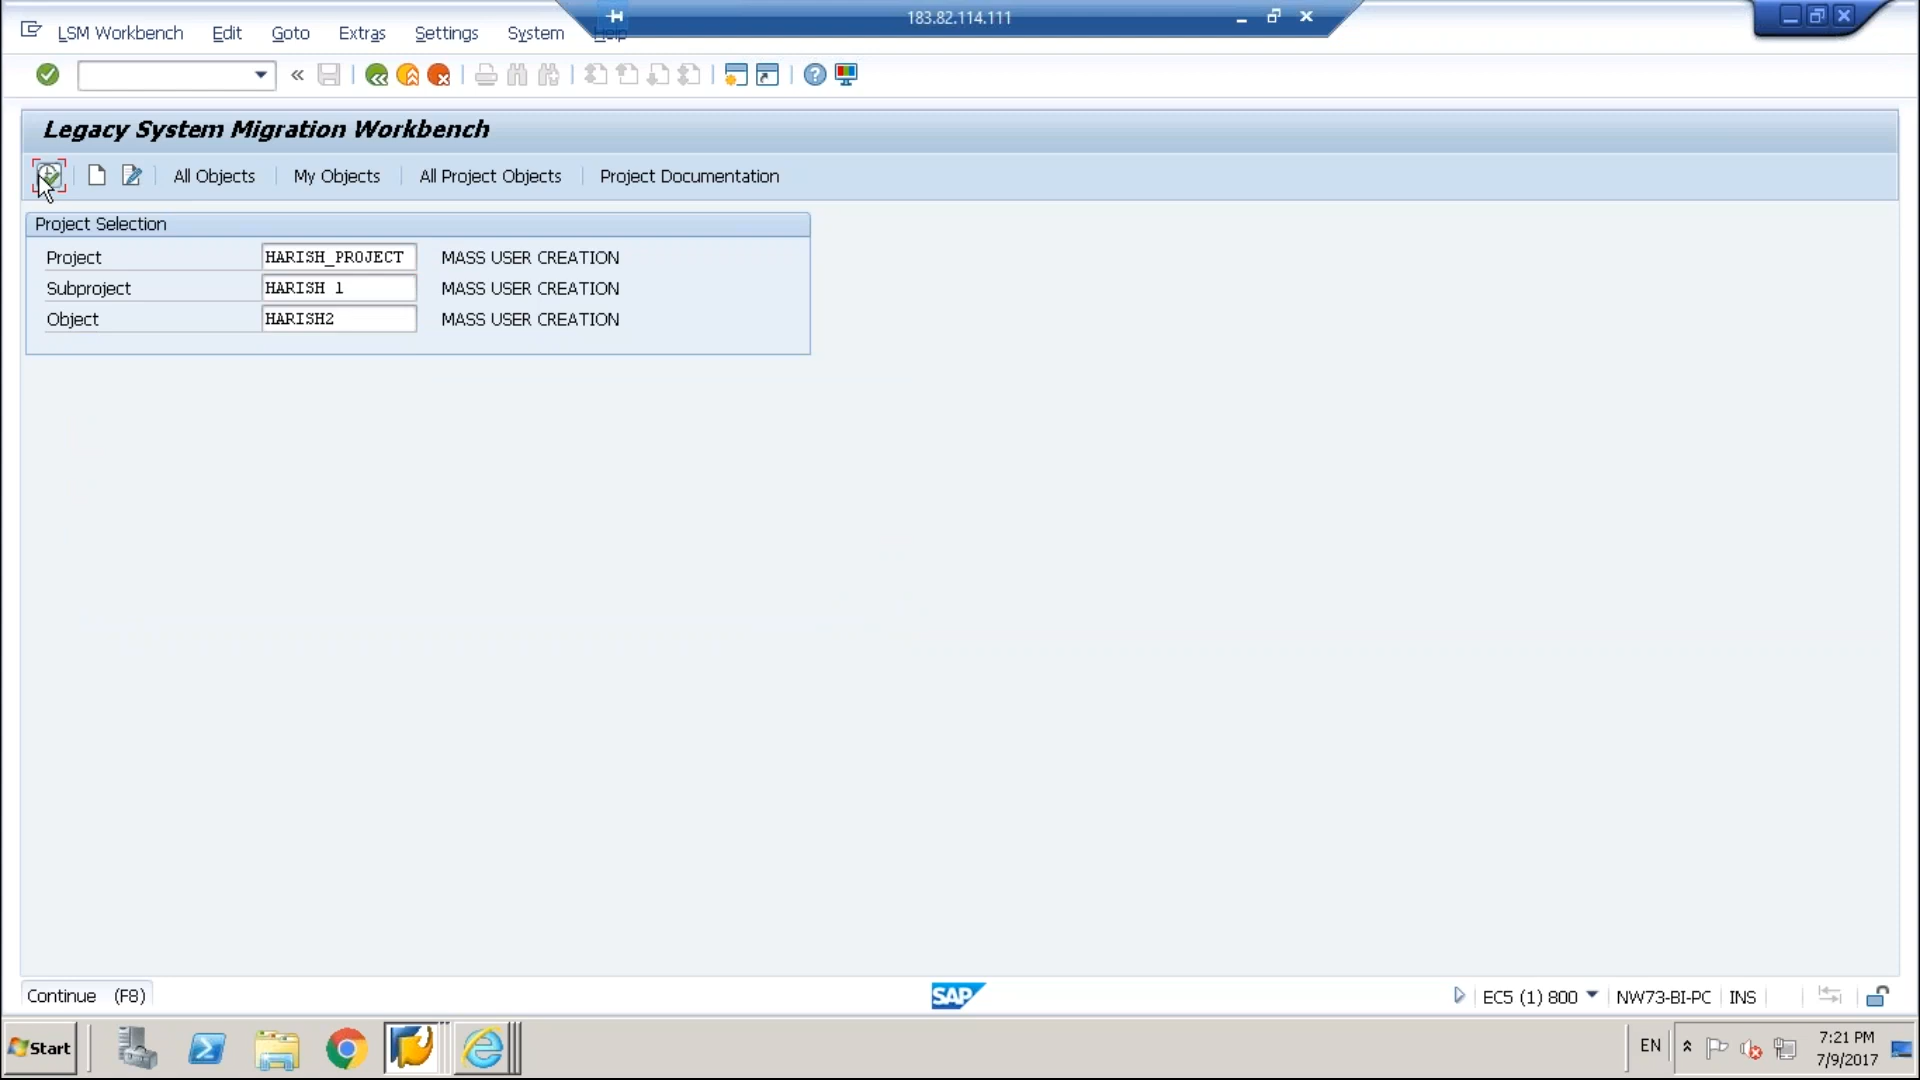 183.82.114.111
LSM Workbench Edit Goto Extras Settings System Help
Legacy System Migration Workbench
All Objects My Objects All Project Objects Project Documentation
Project Selection
Project HARISH_PROJECT MASS USER CREATION
Subproject HARISH 1 MASS USER CREATION
Object HARISH2 MASS USER CREATION
Continue (F8) SAP EC5 (1) 800 NW73-BI-PC INS
Start EN 7:21 PM
7/9/2017